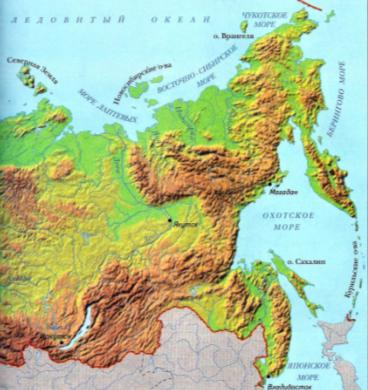 ЛЕДОВИТЫЙ ОКЕАН
ЧУКОТСКОЕ
МОРЕ
о. Врангеля
Северная Земля
Новосибирские о-ва
ВОСТОЧНО-СИБИРСКОЕ
МОРЕ
МОРЕ ЛАПТЕВЫХ
БЕРИНГОВО МОРЕ
Магадан
Якутск
ОХОТСКОЕ
МОРЕ
о. Сахалин
Курильские о-ва
ЯПОНСКОЕ
МОРЕ
Владивосток